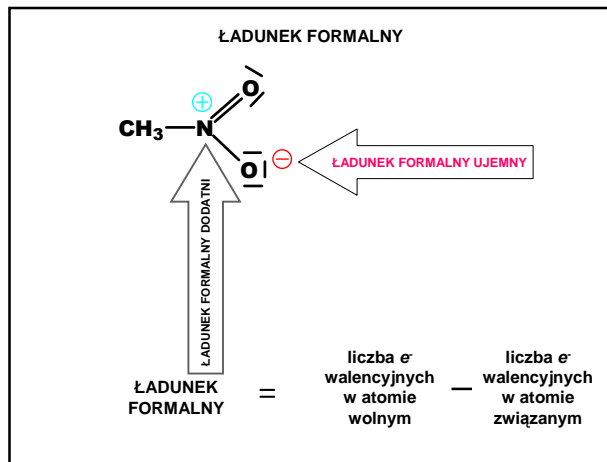 ŁADUNEK FORMALNY
O
CH3
N
O
ŁADUNEK FORMALNY UJEMNY
ŁADUNEK FORMALNY DODATNI
ŁADUNEK
FORMALNY
=
liczba e-
walencyjnych
w atomie
wolnym
–
liczba e-
walencyjnych
w atomie
związanym